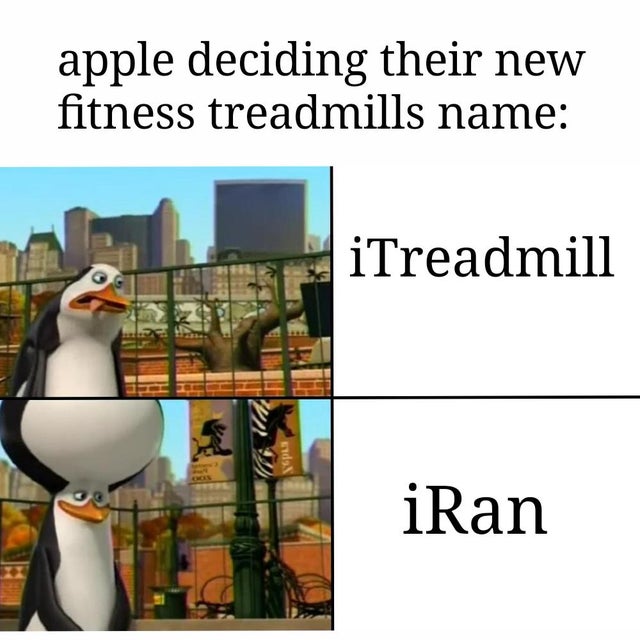 apple deciding their new
fitness treadmills name:
iTreadmill
iRan